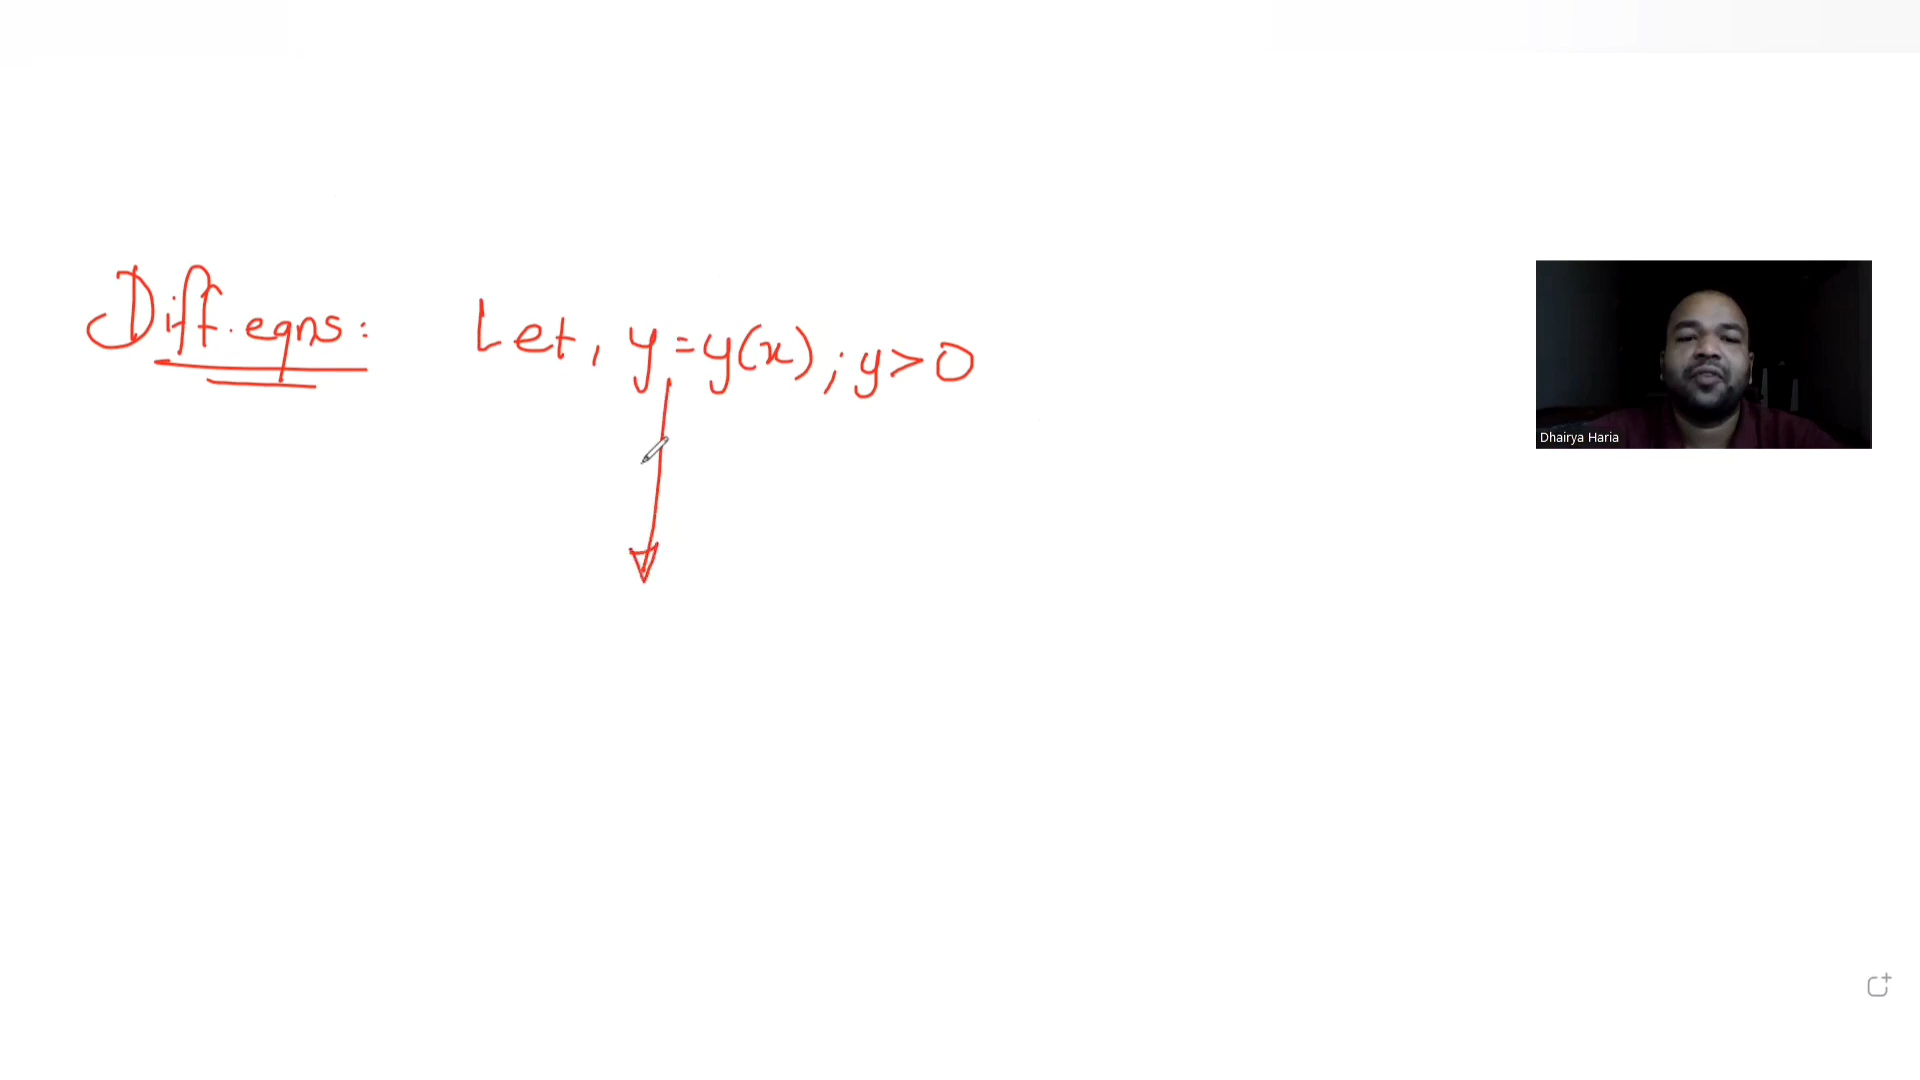 Diff. eqns: Let, y=y(x); y>0
Dhairya Haria